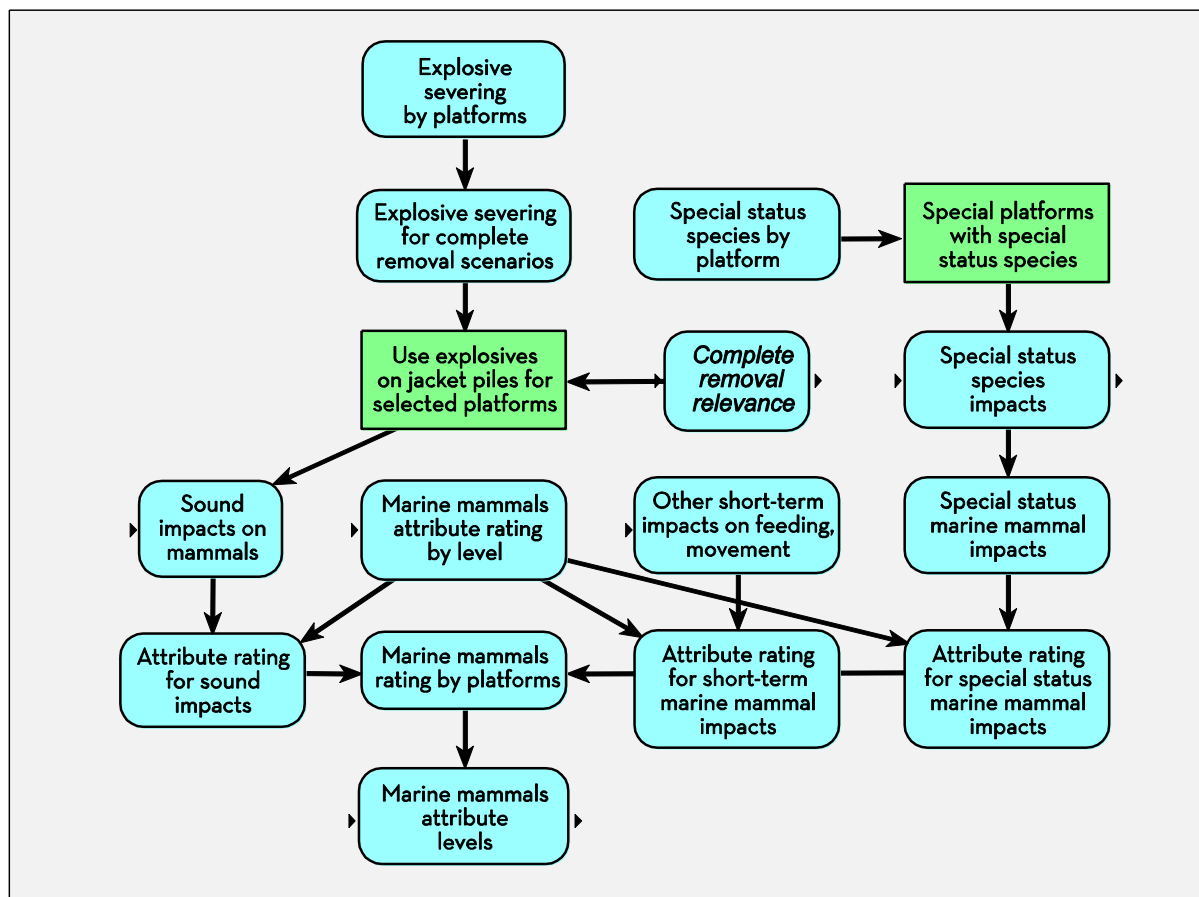 Explosive
severing
by platforms
Explosive severing
for complete
removal scenarios
Special status
species by
platform
Special platforms
with special
status species
Use explosives
on jacket piles for
selected platforms
Complete
removal
relevance
Special status
species
impacts
Sound
impacts on
mammals
Marine mammals
attribute rating
by level
Other short-term
impacts on feeding,
movement
Special status
marine mammal
impacts
Attribute rating
for sound
impacts
Marine mammals
rating by platforms
Attribute rating
for short-term
marine mammal
impacts
Attribute rating
for special status
marine mammal
impacts
Marine mammals
attribute
levels